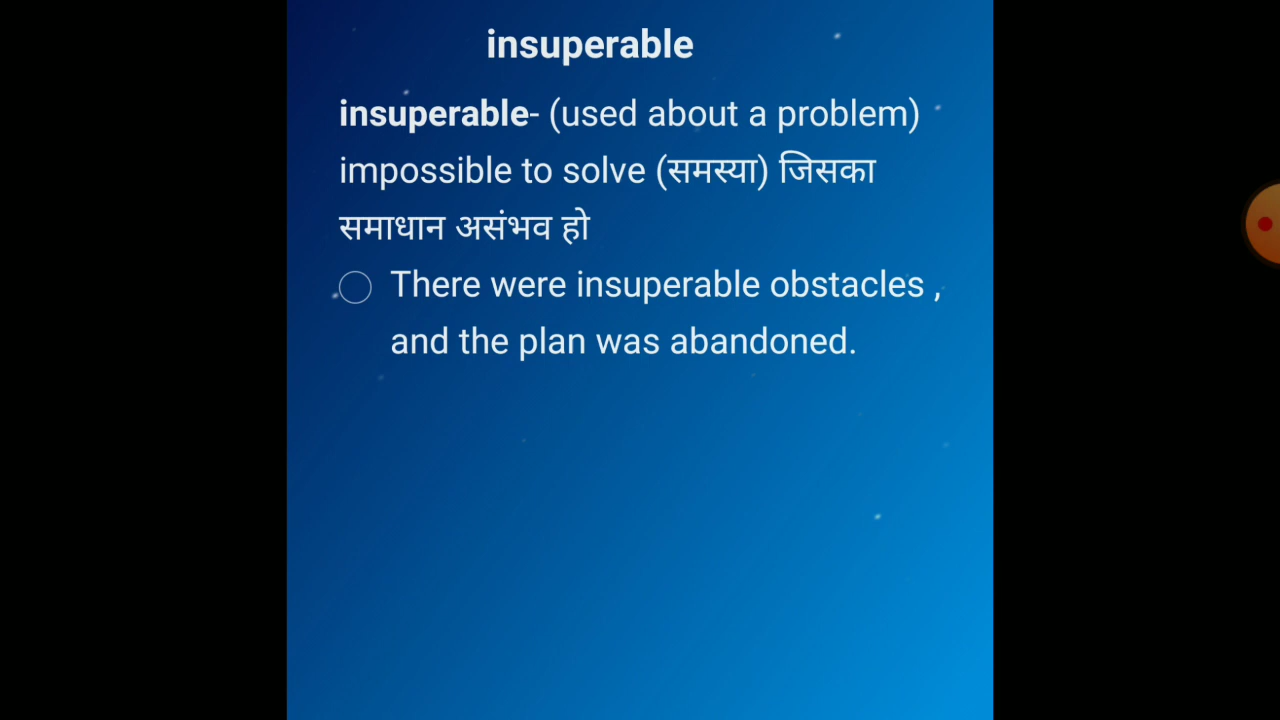 insuperable
insuperable- (used about a problem)
impossible to solve (समस्या) जिसका
समाधान असंभव हो
There were insuperable obstacles ,
and the plan was abandoned.